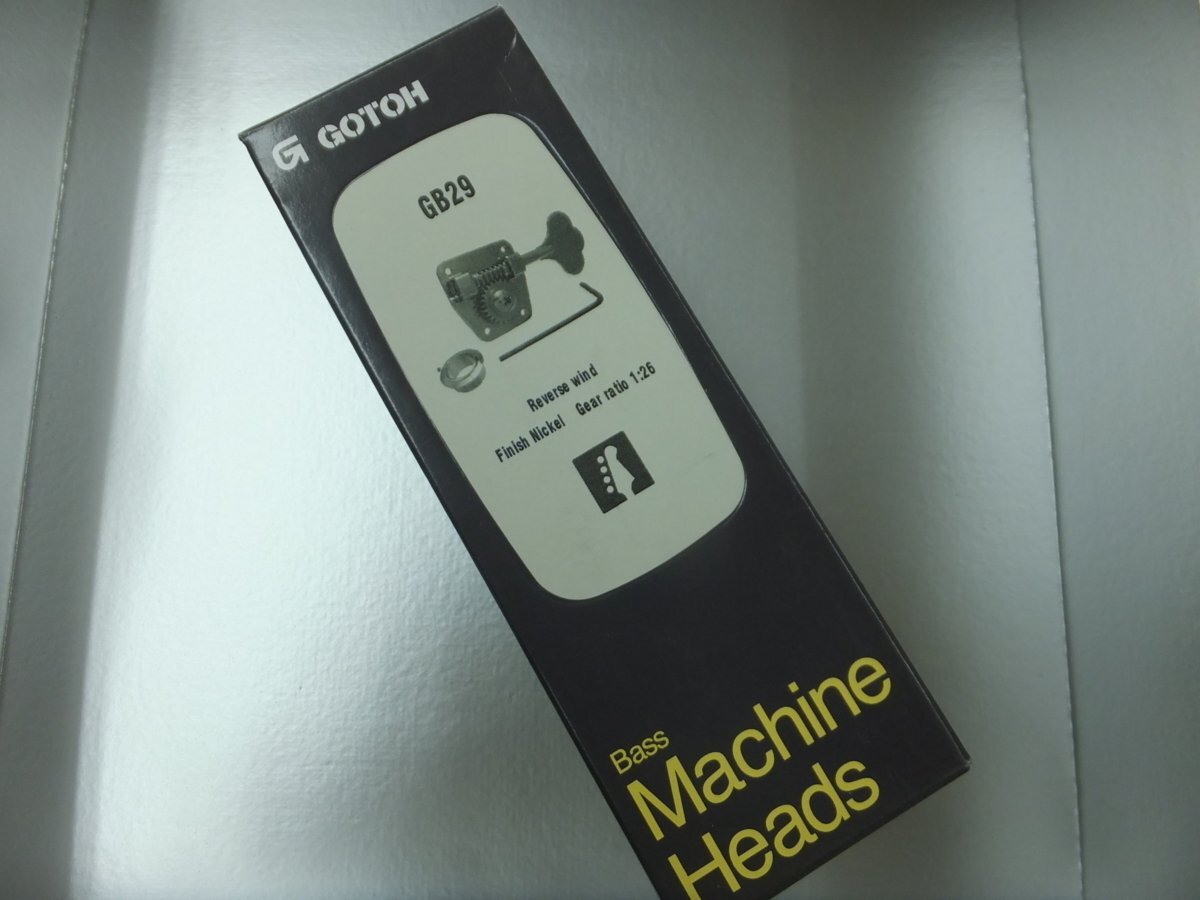 GOTOH
GB29
Reverse wind
Finish Nickel Gear ratio 1:26
Bass
Machine
Heads